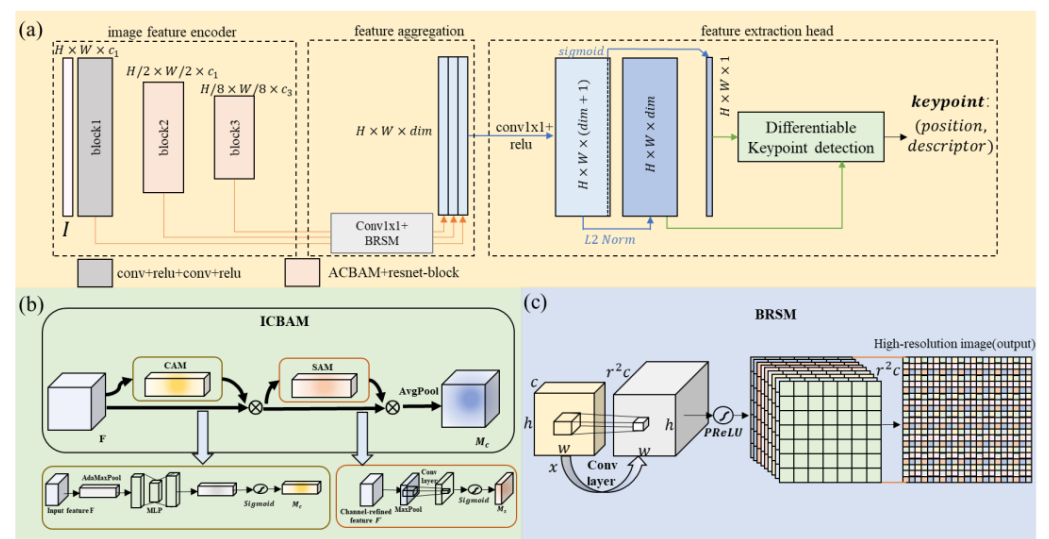 (a)
image feature encoder
feature aggregation
feature extraction head
H × W × c₁
H/2 × W/2 × c₁
H/8 × W/8 × c₃
block1
block2
block3
I
H × W × dim
Conv1x1+
BRSM
conv1x1+
relu
sigmoid
H × W × (dim + 1)
H × W × dim
H × W × 1
L2 Norm
Differentiable
Keypoint detection
keypoint:
(position,
descriptor)
conv+relu+conv+relu
ACBAM+resnet-block
(b)
ICBAM
CAM
SAM
AvgPool
F
M_c
AdaMaxPool
Input feature F
MLP
Sigmoid
M_c
Conv
layer
Channel-refined
feature F'
MaxPool
Sigmoid
M_s
(c)
BRSM
High-resolution image(output)
c
r²c
r²c
h
h
w
w
x
Conv
layer
PReLU